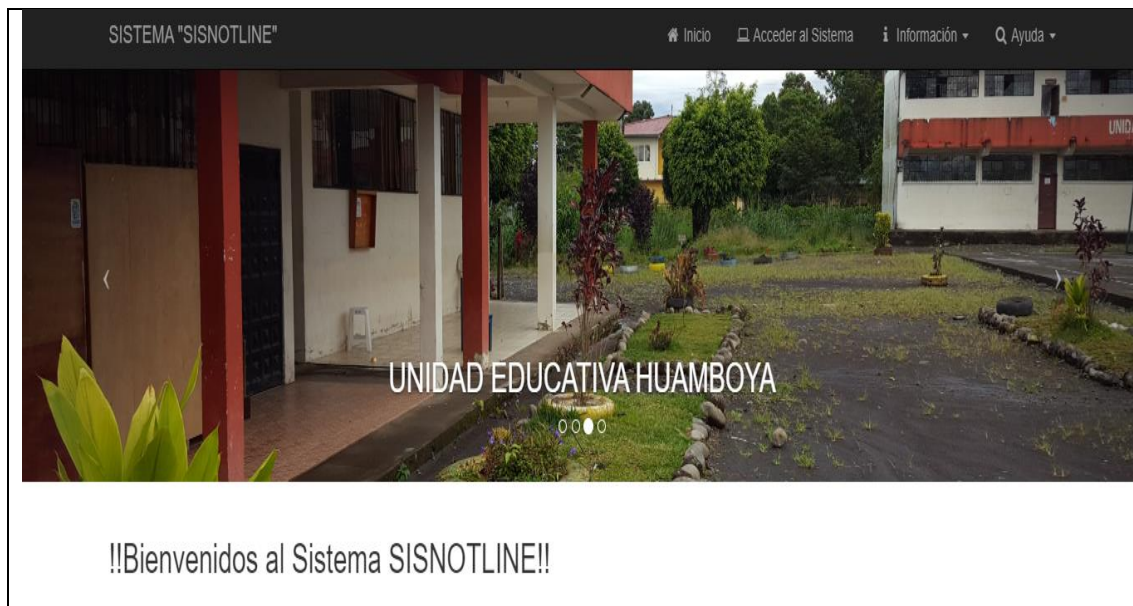 SISTEMA "SISNOTLINE"
Inicio
Acceder al Sistema
Información
Ayuda
UNIDAD EDUCATIVA HUAMBOYA
!!Bienvenidos al Sistema SISNOTLINE!!